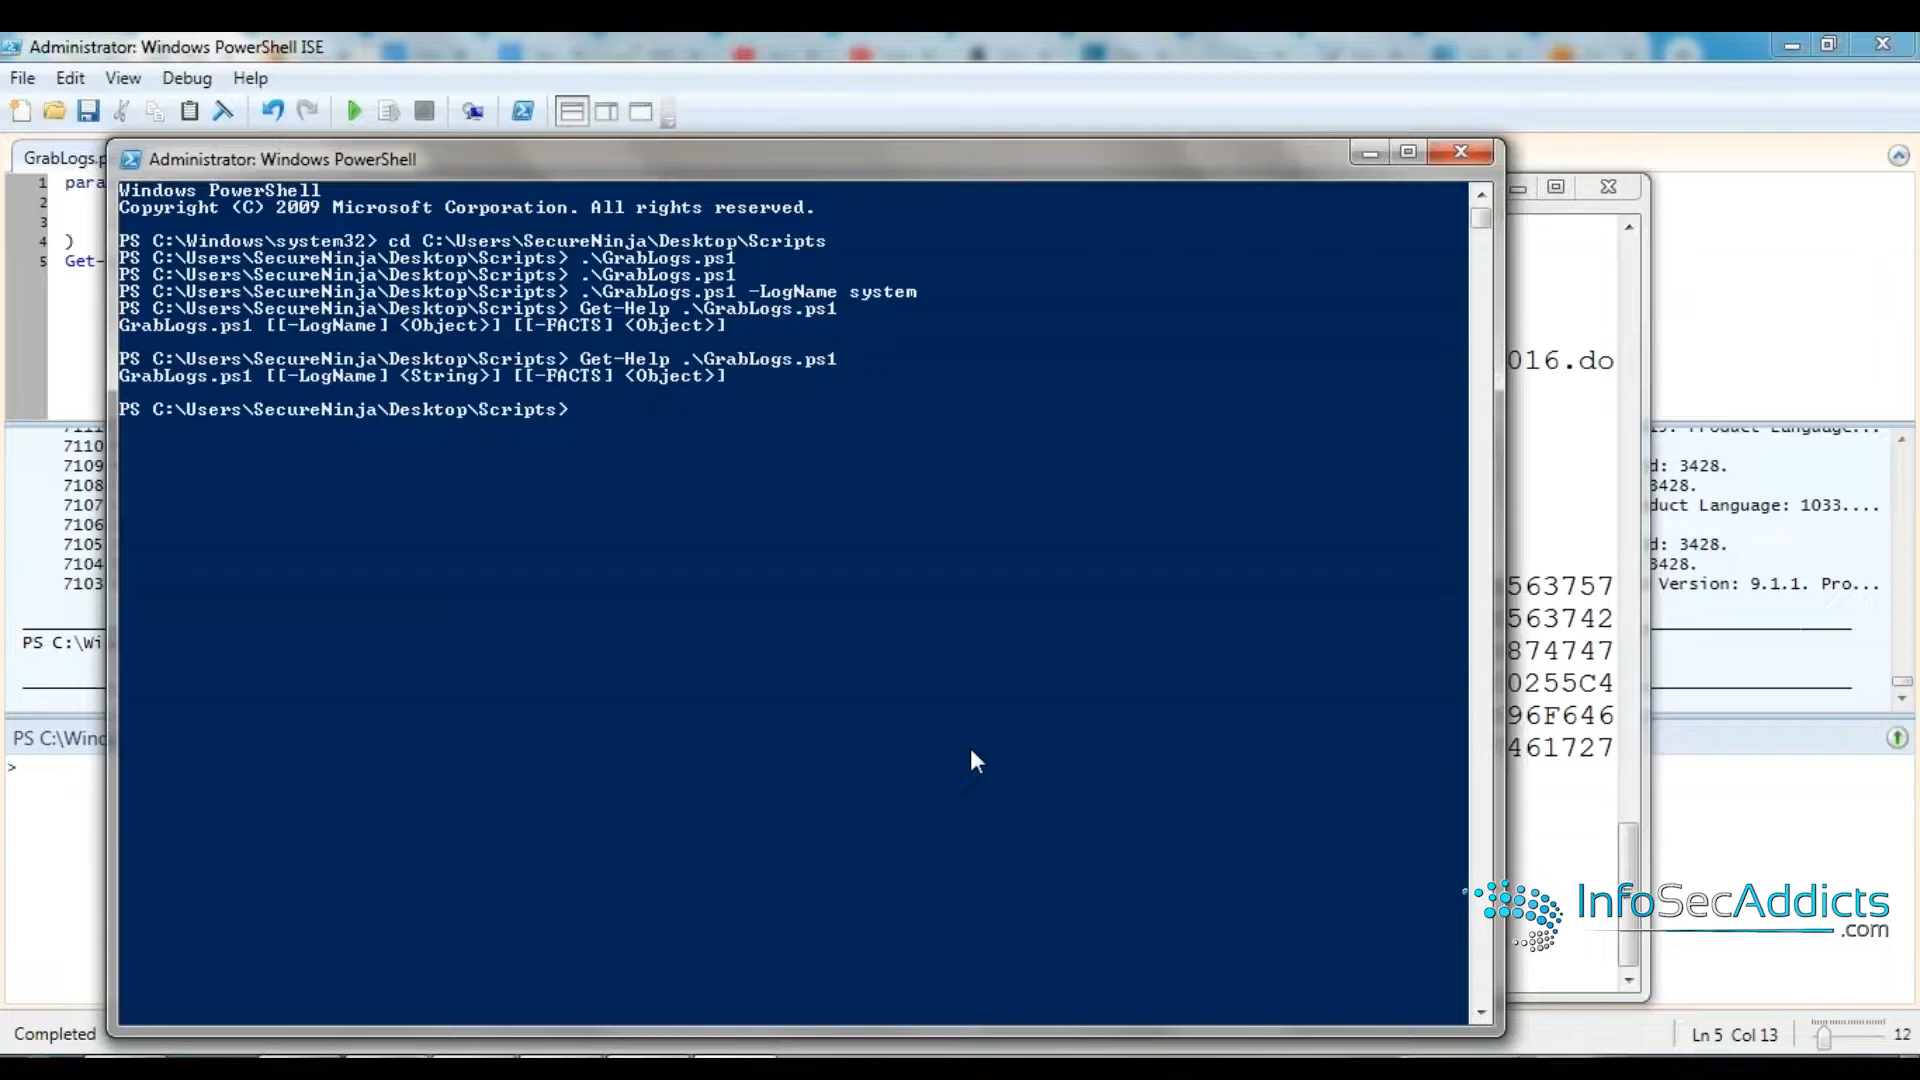 Administrator: Windows PowerShell ISE
File Edit View Debug Help
GrabLogs.p
1 para
2
3
4 )
5 Get-
Administrator: Windows PowerShell
Windows PowerShell
Copyright (C) 2009 Microsoft Corporation. All rights reserved.
PS C:\Windows\system32> cd C:\Users\SecureNinja\Desktop\Scripts
PS C:\Users\SecureNinja\Desktop\Scripts> .\GrabLogs.ps1
PS C:\Users\SecureNinja\Desktop\Scripts> .\GrabLogs.ps1
PS C:\Users\SecureNinja\Desktop\Scripts> .\GrabLogs.ps1 -LogName system
PS C:\Users\SecureNinja\Desktop\Scripts> Get-Help .\GrabLogs.ps1
GrabLogs.ps1 [[-LogName] <Object>] [[-FACTS] <Object>]
PS C:\Users\SecureNinja\Desktop\Scripts> Get-Help .\GrabLogs.ps1
GrabLogs.ps1 [[-LogName] <String>] [[-FACTS] <Object>]
PS C:\Users\SecureNinja\Desktop\Scripts>
016.do
563757
563742
874747
0255C4
96F646
461727
7110
7109
7108
7107
7106
7105
7104
7103
Product Language...
d: 3428.
3428.
duct Language: 1033....
d: 3428.
3428.
Version: 9.1.1. Pro...
PS C:\Wi
PS C:\Wind
>
InfoSecAddicts
.com
Completed
Ln 5 Col 13
12